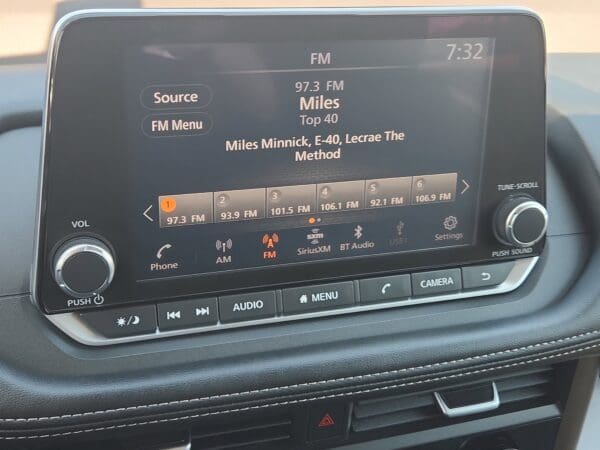 FM
7:32
Source
FM Menu
97.3 FM
Miles
Top 40
Miles Minnick, E-40, Lecrae The
Method
1 2 3 4 5 6
97.3 FM 93.9 FM 101.5 FM 106.1 FM 92.1 FM 106.9 FM
Phone AM FM SiriusXM BT Audio USB1 Settings
VOL
PUSH
TUNE·SCROLL
PUSH SOUND
AUDIO MENU CAMERA